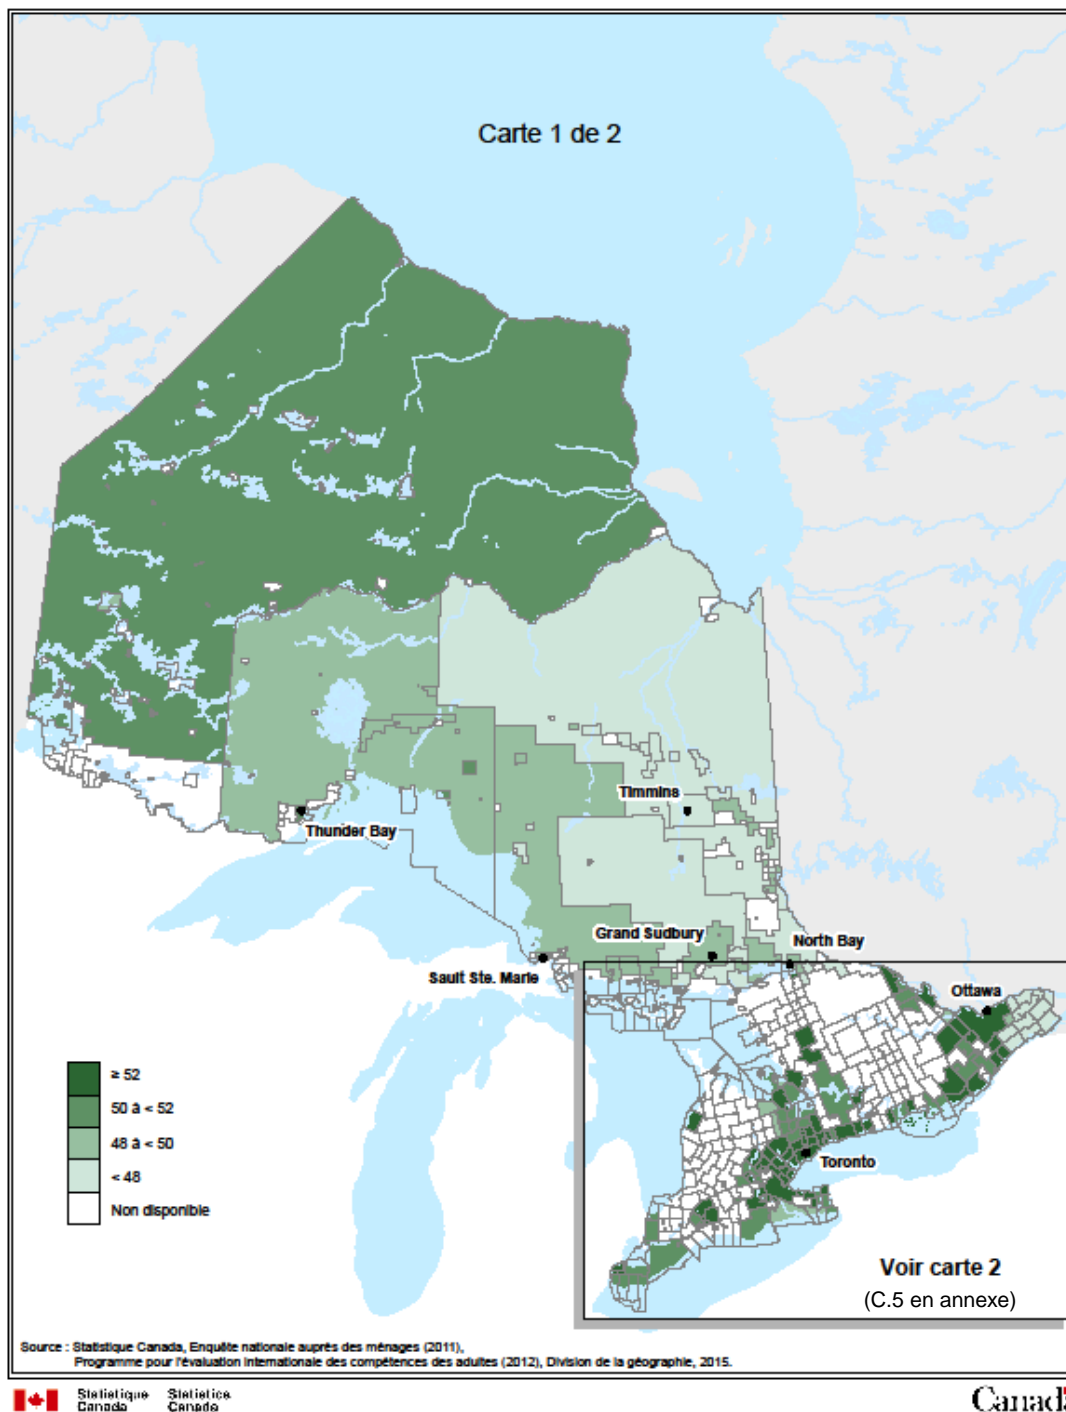 Carte 1 de 2
Timmins
Thunder Bay
Grand Sudbury
North Bay
Sault Ste. Marie
Ottawa
≥ 52
50 à < 52
48 à < 50
< 48
Non disponible
Toronto
Voir carte 2
(C.5 en annexe)
Source : Statistique Canada, Enquête nationale auprès des ménages (2011),
Programme pour l'évaluation internationale des compétences des adultes (2012), Division de la géographie, 2015.
Statistique Statistics
Canada Canada
Canada